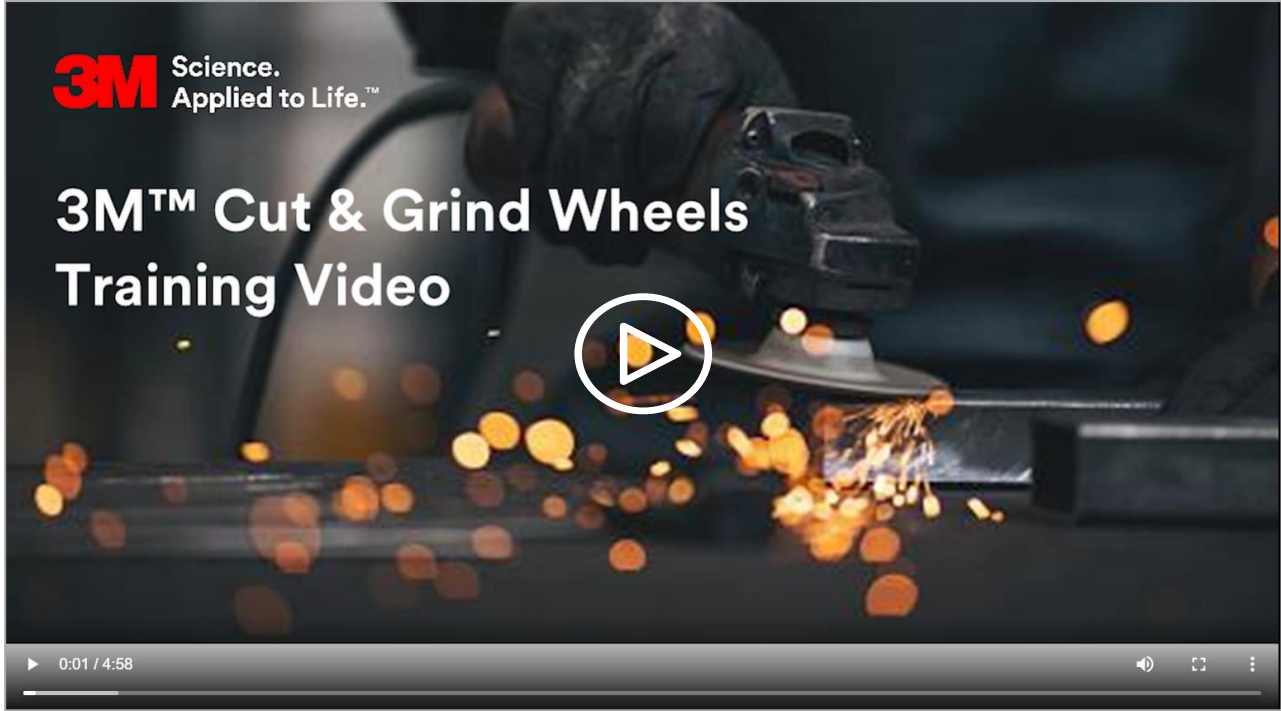 3M Science.
Applied to Life.™
3M™ Cut & Grind Wheels
Training Video
0:01 / 4:58